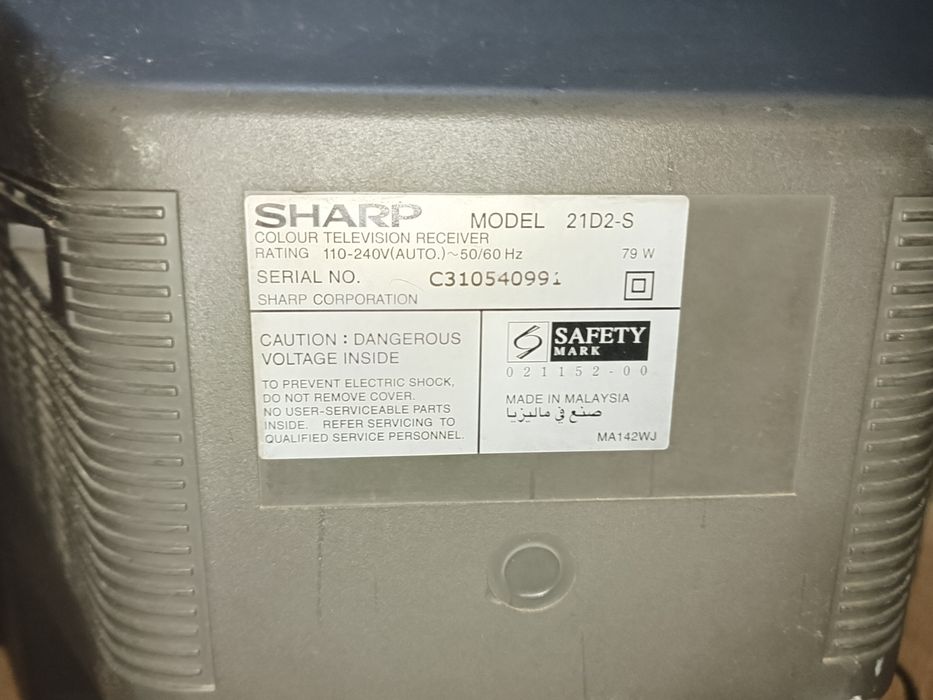 SHARP MODEL 21D2-S
COLOUR TELEVISION RECEIVER
RATING 110-240V(AUTO.)~50/60 Hz 79 W
SERIAL NO. C310540991
SHARP CORPORATION
CAUTION : DANGEROUS
VOLTAGE INSIDE
TO PREVENT ELECTRIC SHOCK,
DO NOT REMOVE COVER.
NO USER-SERVICEABLE PARTS
INSIDE. REFER SERVICING TO
QUALIFIED SERVICE PERSONNEL.
SAFETY
MARK
021152-00
MADE IN MALAYSIA
صنع في ماليزيا
MA142WJ